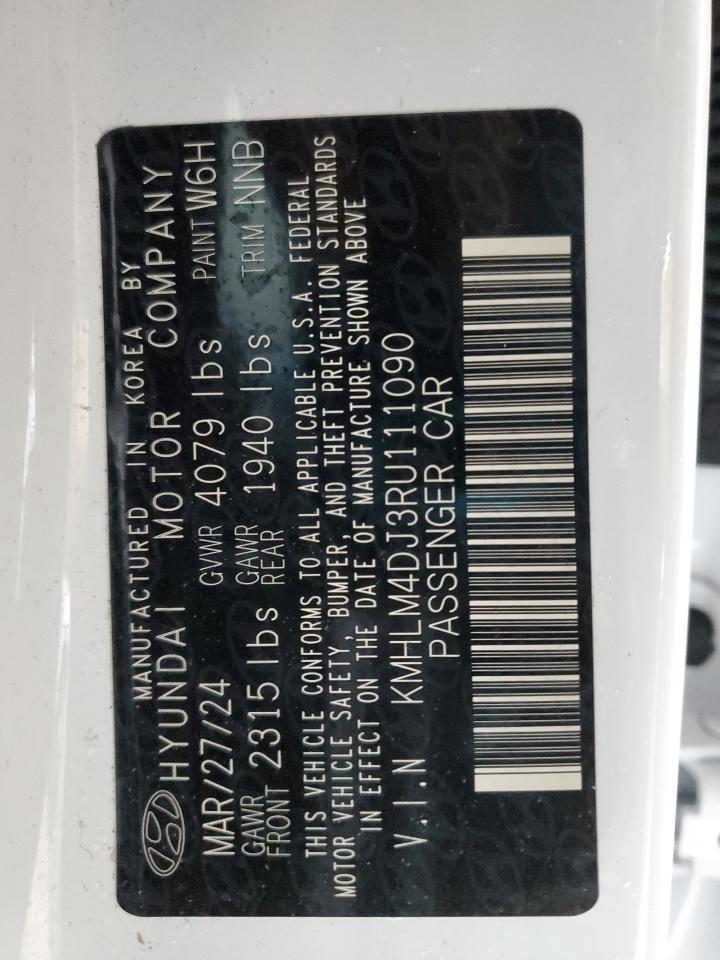 MANUFACTURED IN KOREA BY
HYUNDAI MOTOR COMPANY
MAR/27/24 GVWR 4079 lbs PAINT W6H
GAWR FRONT 2315 lbs GAWR REAR 1940 lbs TRIM NNB
THIS VEHICLE CONFORMS TO ALL APPLICABLE U.S.A. FEDERAL
MOTOR VEHICLE SAFETY, BUMPER, AND THEFT PREVENTION STANDARDS
IN EFFECT ON THE DATE OF MANUFACTURE SHOWN ABOVE
V.I.N KMHLM4DJ3RU111090
PASSENGER CAR